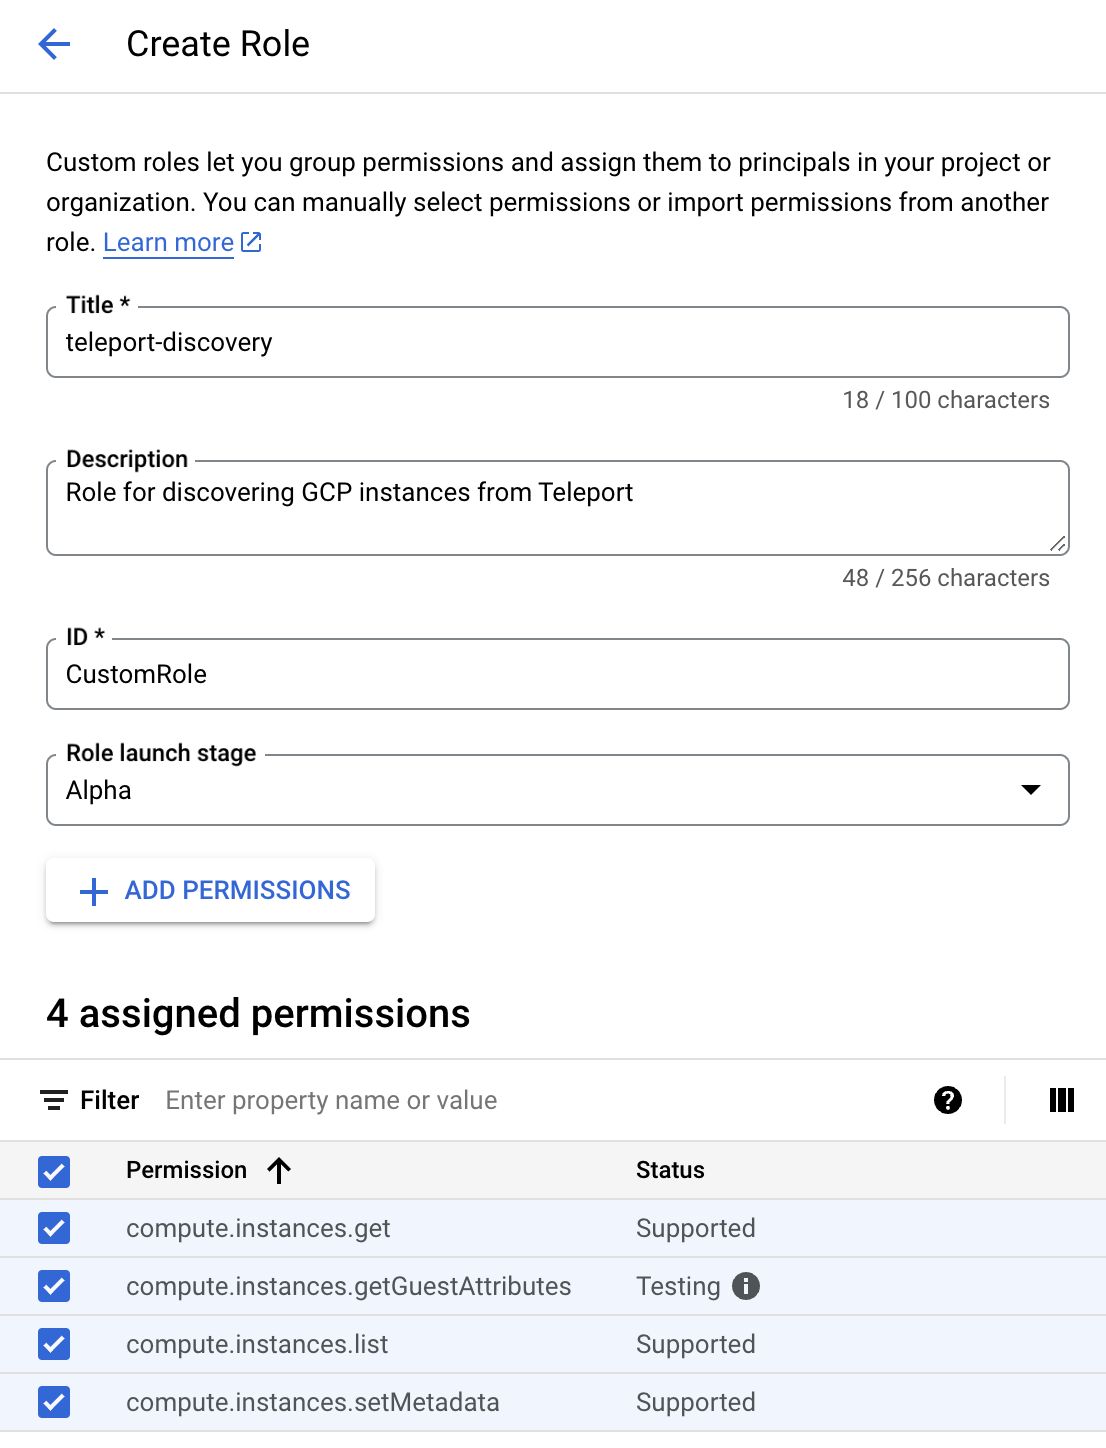 Create Role
Custom roles let you group permissions and assign them to principals in your project or
organization. You can manually select permissions or import permissions from another
role. Learn more
Title *
teleport-discovery
18 / 100 characters
Description
Role for discovering GCP instances from Teleport
48 / 256 characters
ID *
CustomRole
Role launch stage
Alpha
ADD PERMISSIONS
4 assigned permissions
Filter Enter property name or value
Permission Status
compute.instances.get Supported
compute.instances.getGuestAttributes Testing
compute.instances.list Supported
compute.instances.setMetadata Supported